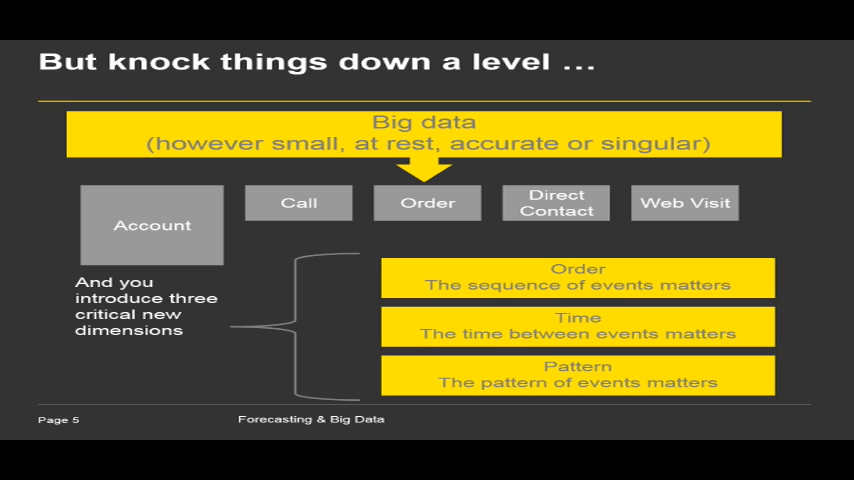 But knock things down a level …
Big data
(however small, at rest, accurate or singular)
Account
Call
Order
Direct
Contact
Web Visit
And you
introduce three
critical new
dimensions
Order
The sequence of events matters
Time
The time between events matters
Pattern
The pattern of events matters
Page 5
Forecasting & Big Data